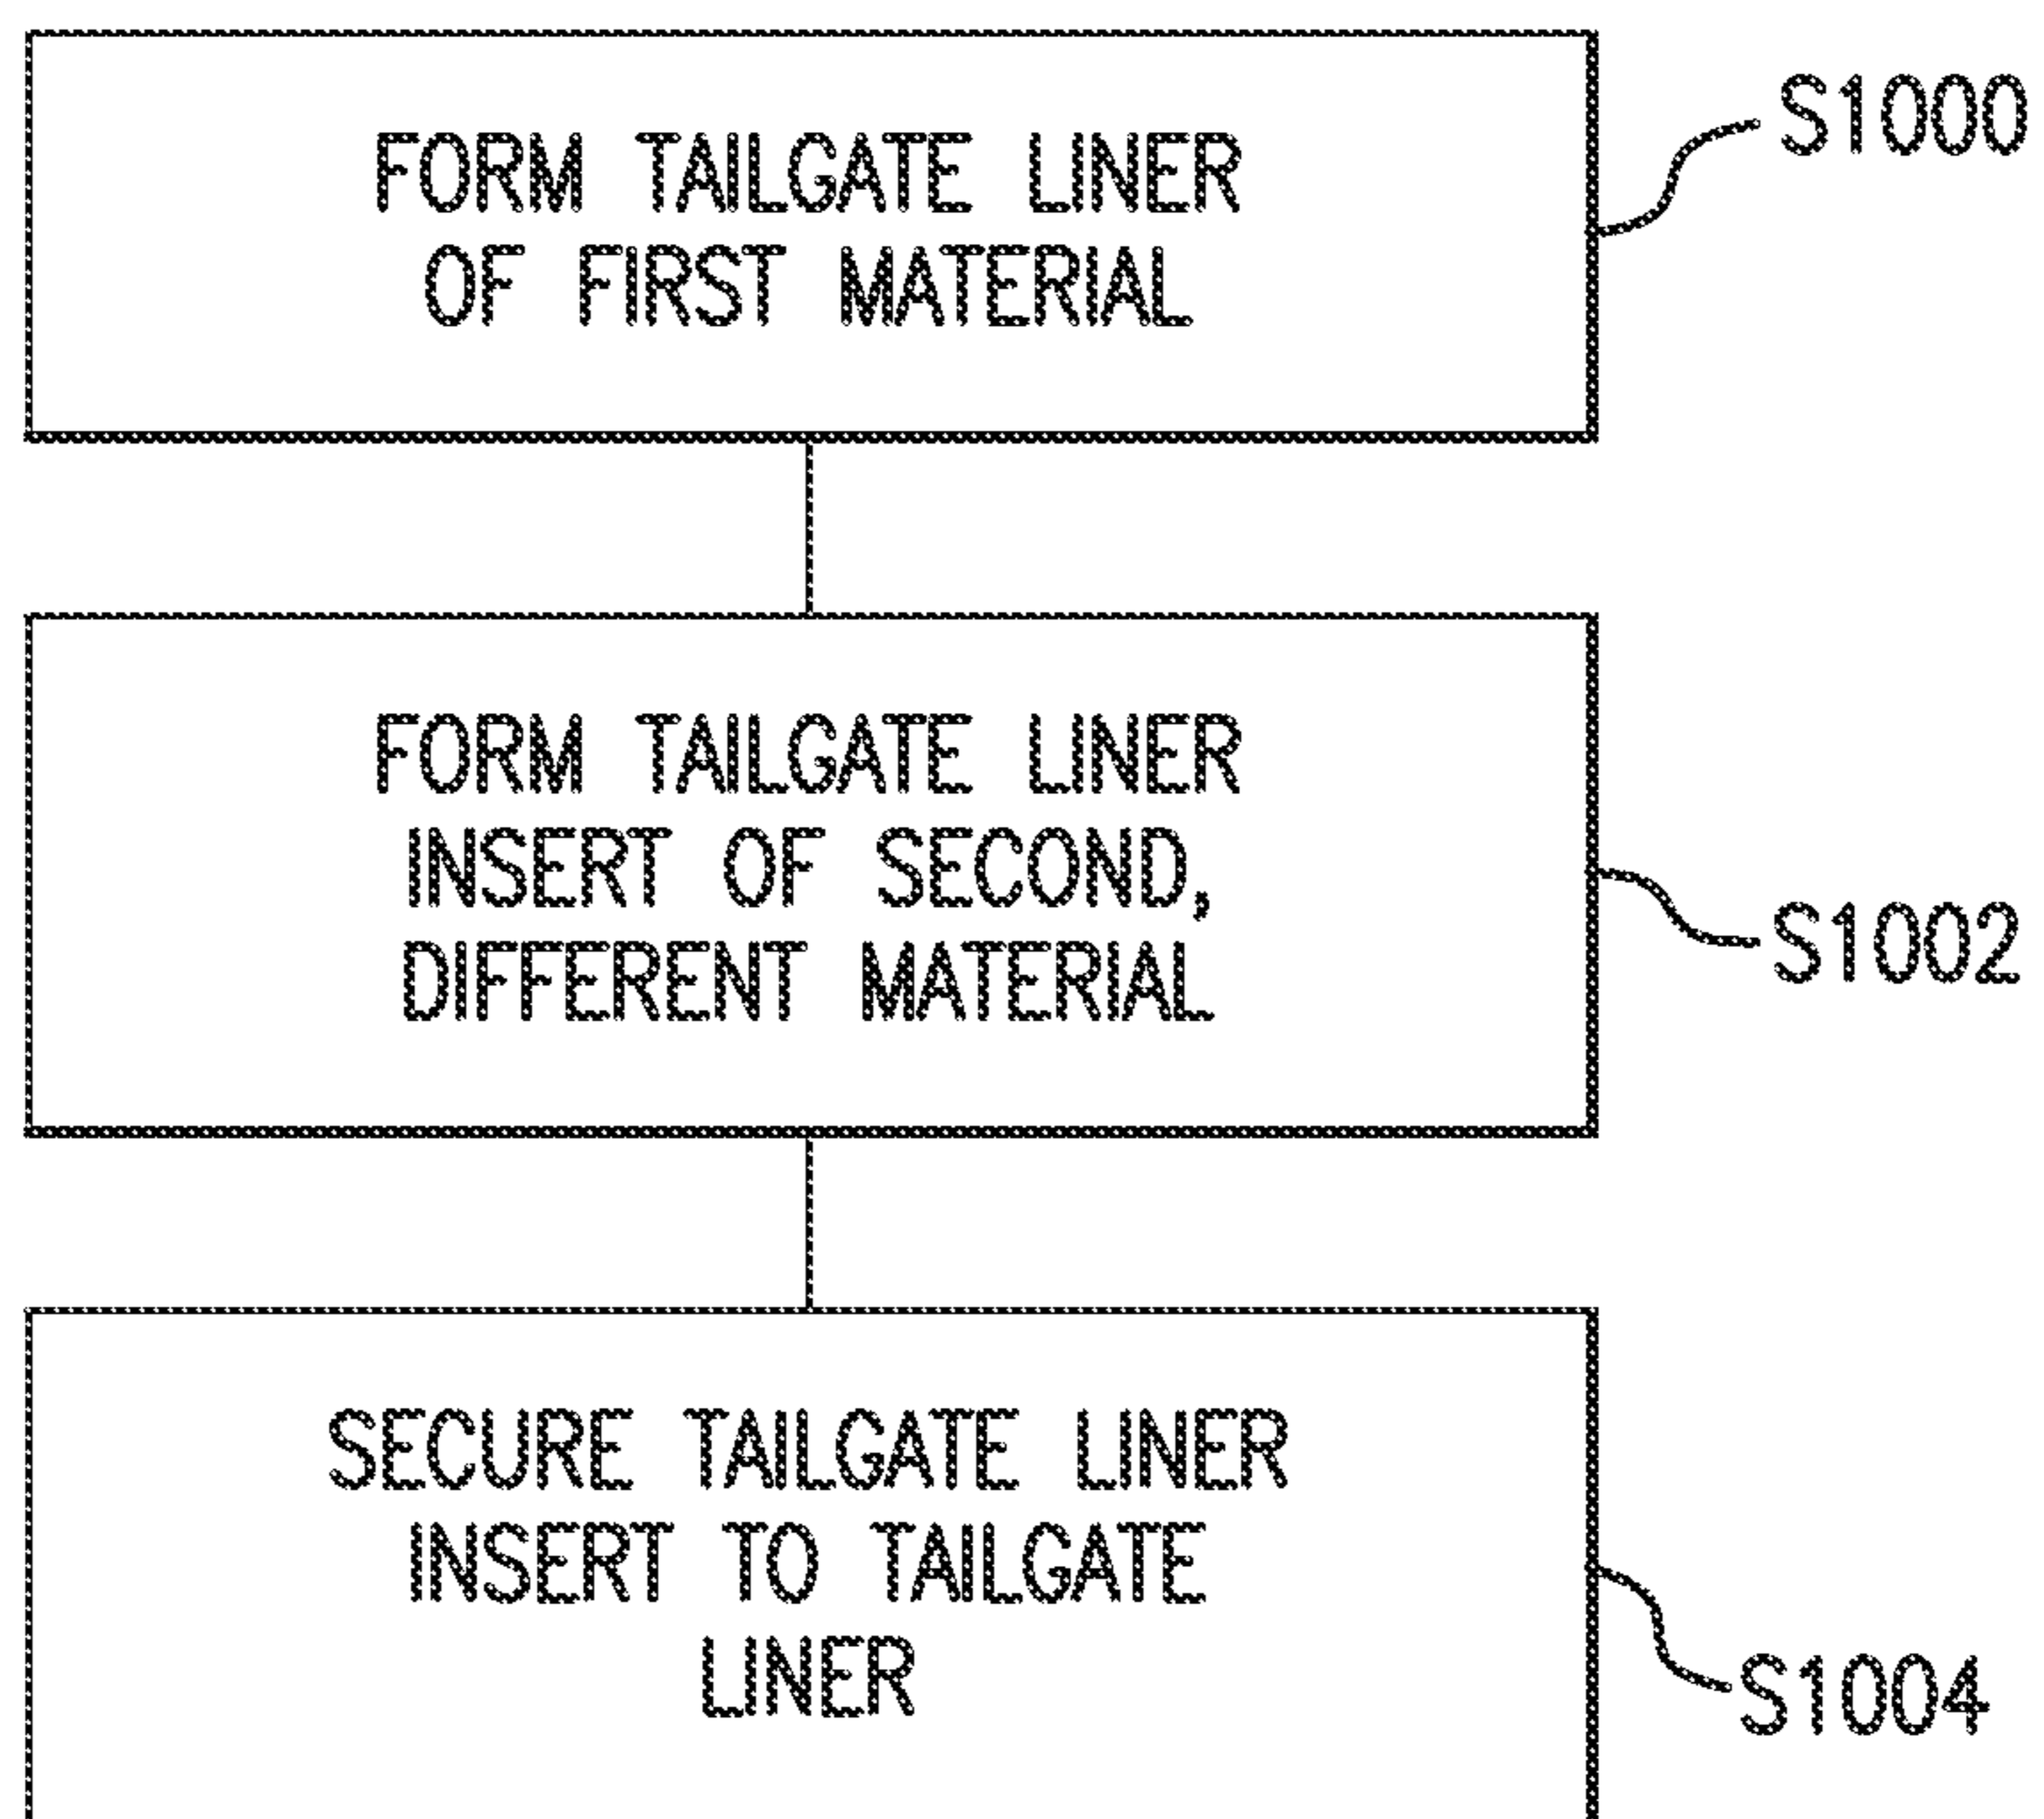 FORM TAILGATE LINER
OF FIRST MATERIAL
S1000
FORM TAILGATE LINER
INSERT OF SECOND,
DIFFERENT MATERIAL
S1002
SECURE TAILGATE LINER
INSERT TO TAILGATE
LINER
S1004